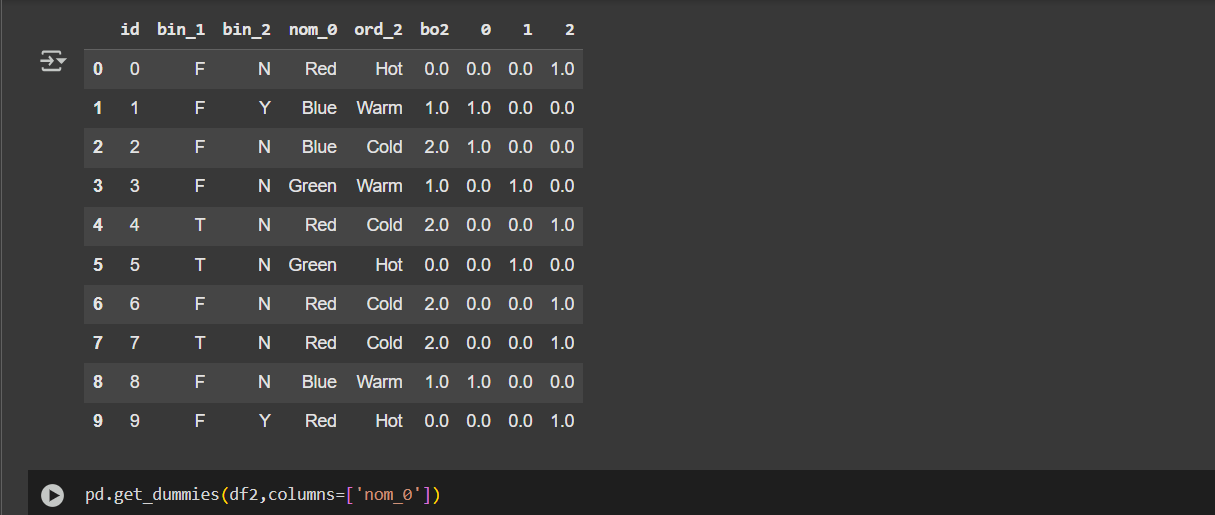 id bin_1 bin_2 nom_0 ord_2 bo2 0 1 2
0 0 F N Red Hot 0.0 0.0 0.0 1.0
1 1 F Y Blue Warm 1.0 1.0 0.0 0.0
2 2 F N Blue Cold 2.0 1.0 0.0 0.0
3 3 F N Green Warm 1.0 0.0 1.0 0.0
4 4 T N Red Cold 2.0 0.0 0.0 1.0
5 5 T N Green Hot 0.0 0.0 1.0 0.0
6 6 F N Red Cold 2.0 0.0 0.0 1.0
7 7 T N Red Cold 2.0 0.0 0.0 1.0
8 8 F N Blue Warm 1.0 1.0 0.0 0.0
9 9 F Y Red Hot 0.0 0.0 0.0 1.0
pd.get_dummies(df2,columns=['nom_0'])